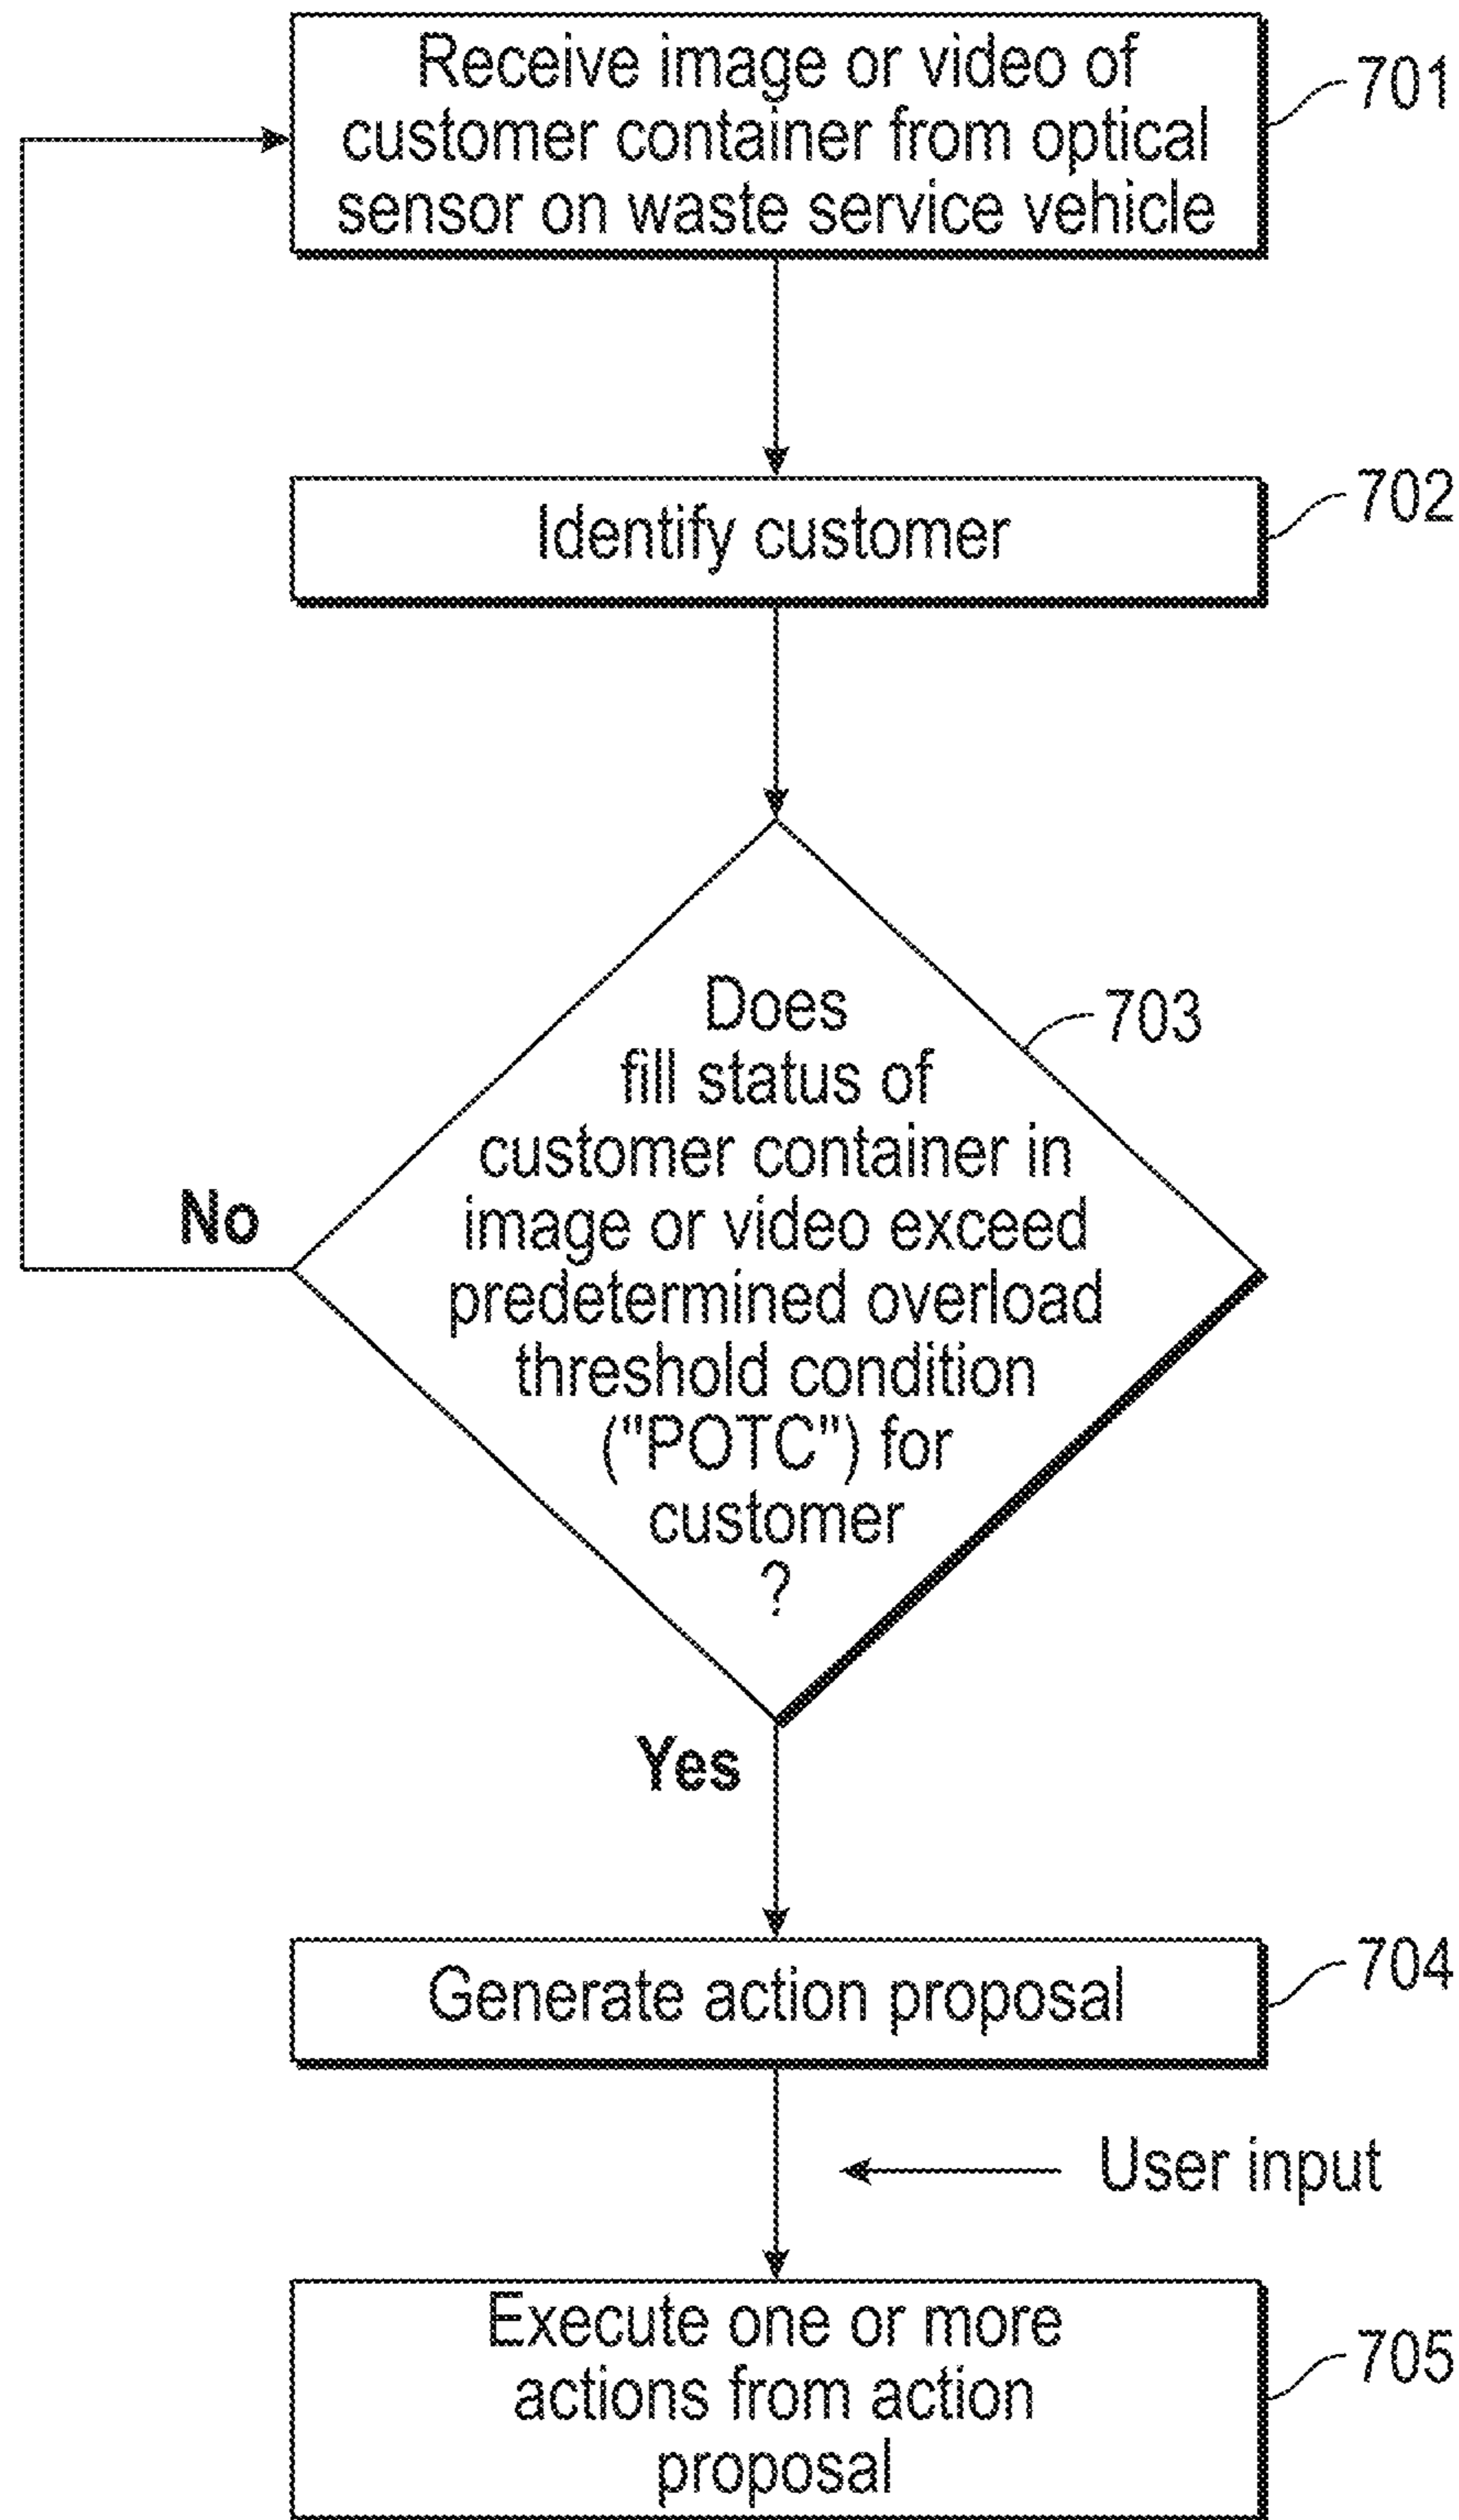 Receive image or video of
customer container from optical
sensor on waste service vehicle
701
Identify customer
702
Does
fill status of
customer container in
image or video exceed
predetermined overload
threshold condition
("POTC") for
customer
?
703
No
Yes
Generate action proposal
704
User input
Execute one or more
actions from action
proposal
705